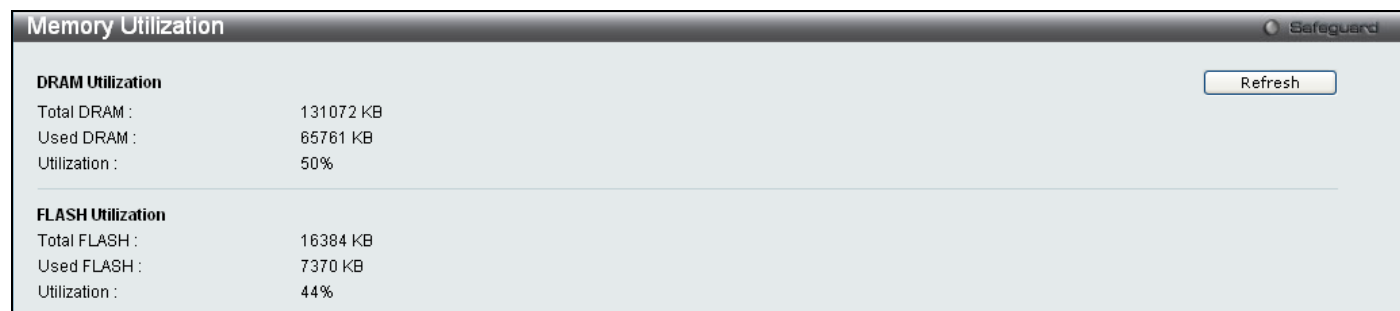 Memory Utilization
Safeguard
DRAM Utilization
Refresh
Total DRAM : 131072 KB
Used DRAM : 65761 KB
Utilization : 50%
FLASH Utilization
Total FLASH : 16384 KB
Used FLASH : 7370 KB
Utilization : 44%